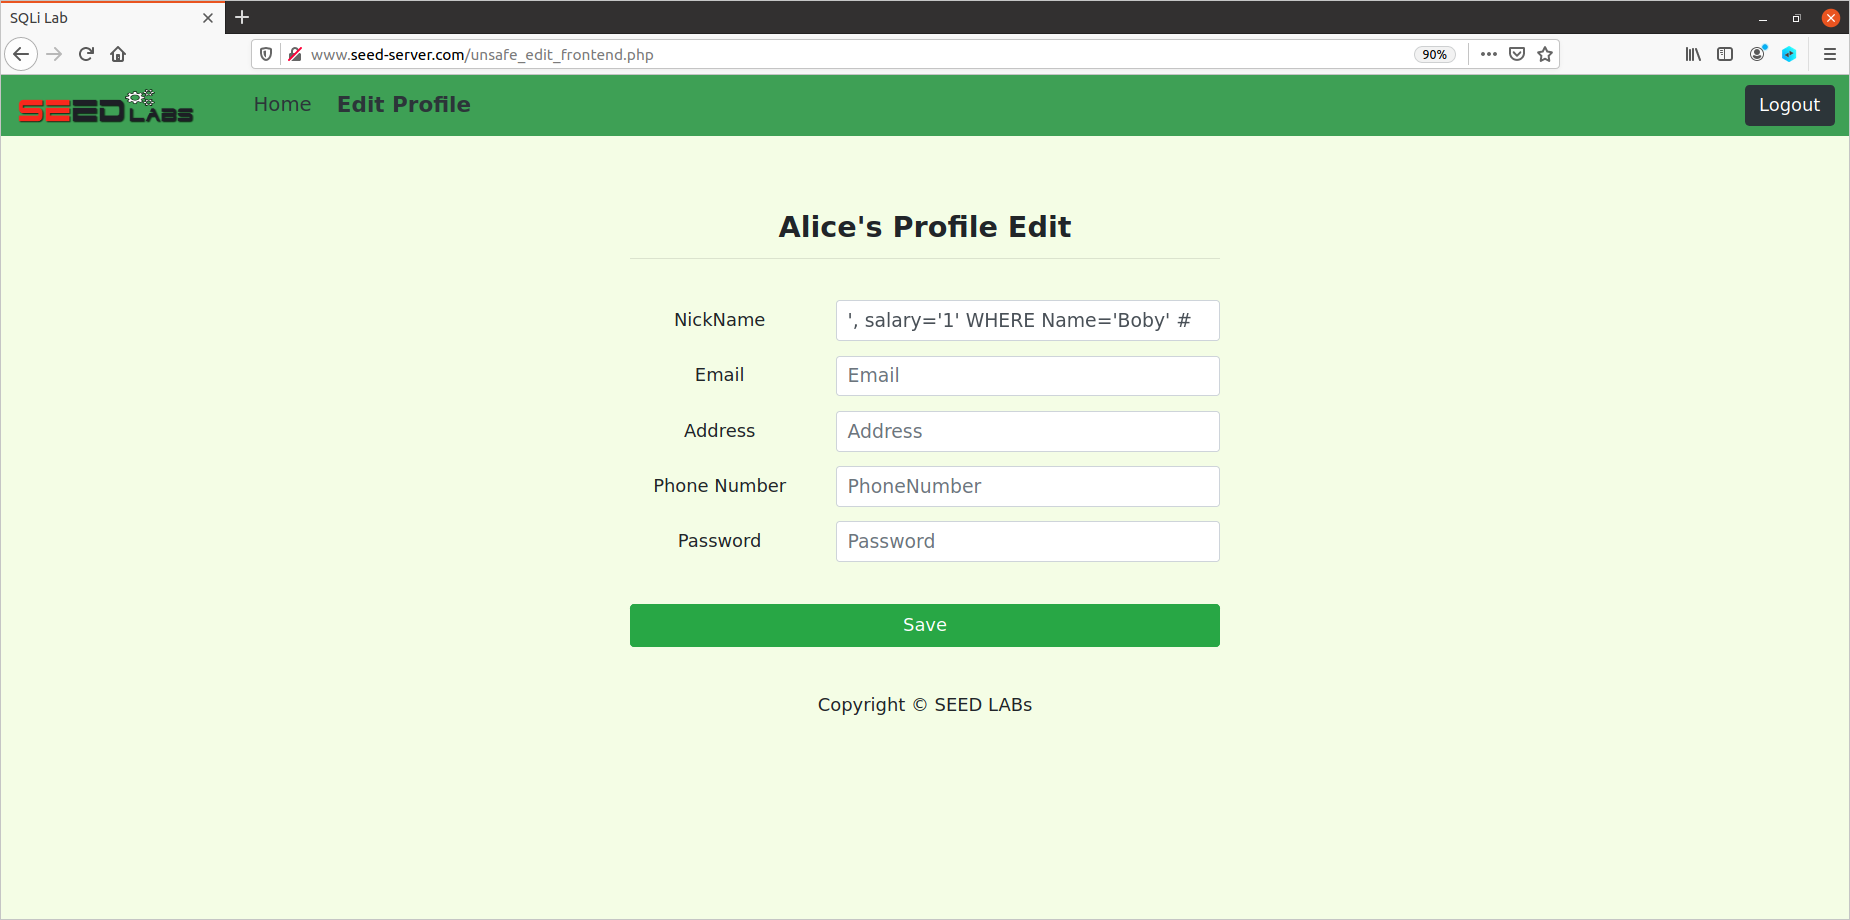 SQLi Lab
www.seed-server.com/unsafe_edit_frontend.php
90%
SEED LABS
Home
Edit Profile
Logout
Alice's Profile Edit
NickName
', salary='1' WHERE Name='Boby' #
Email
Email
Address
Address
Phone Number
PhoneNumber
Password
Password
Save
Copyright © SEED LABs